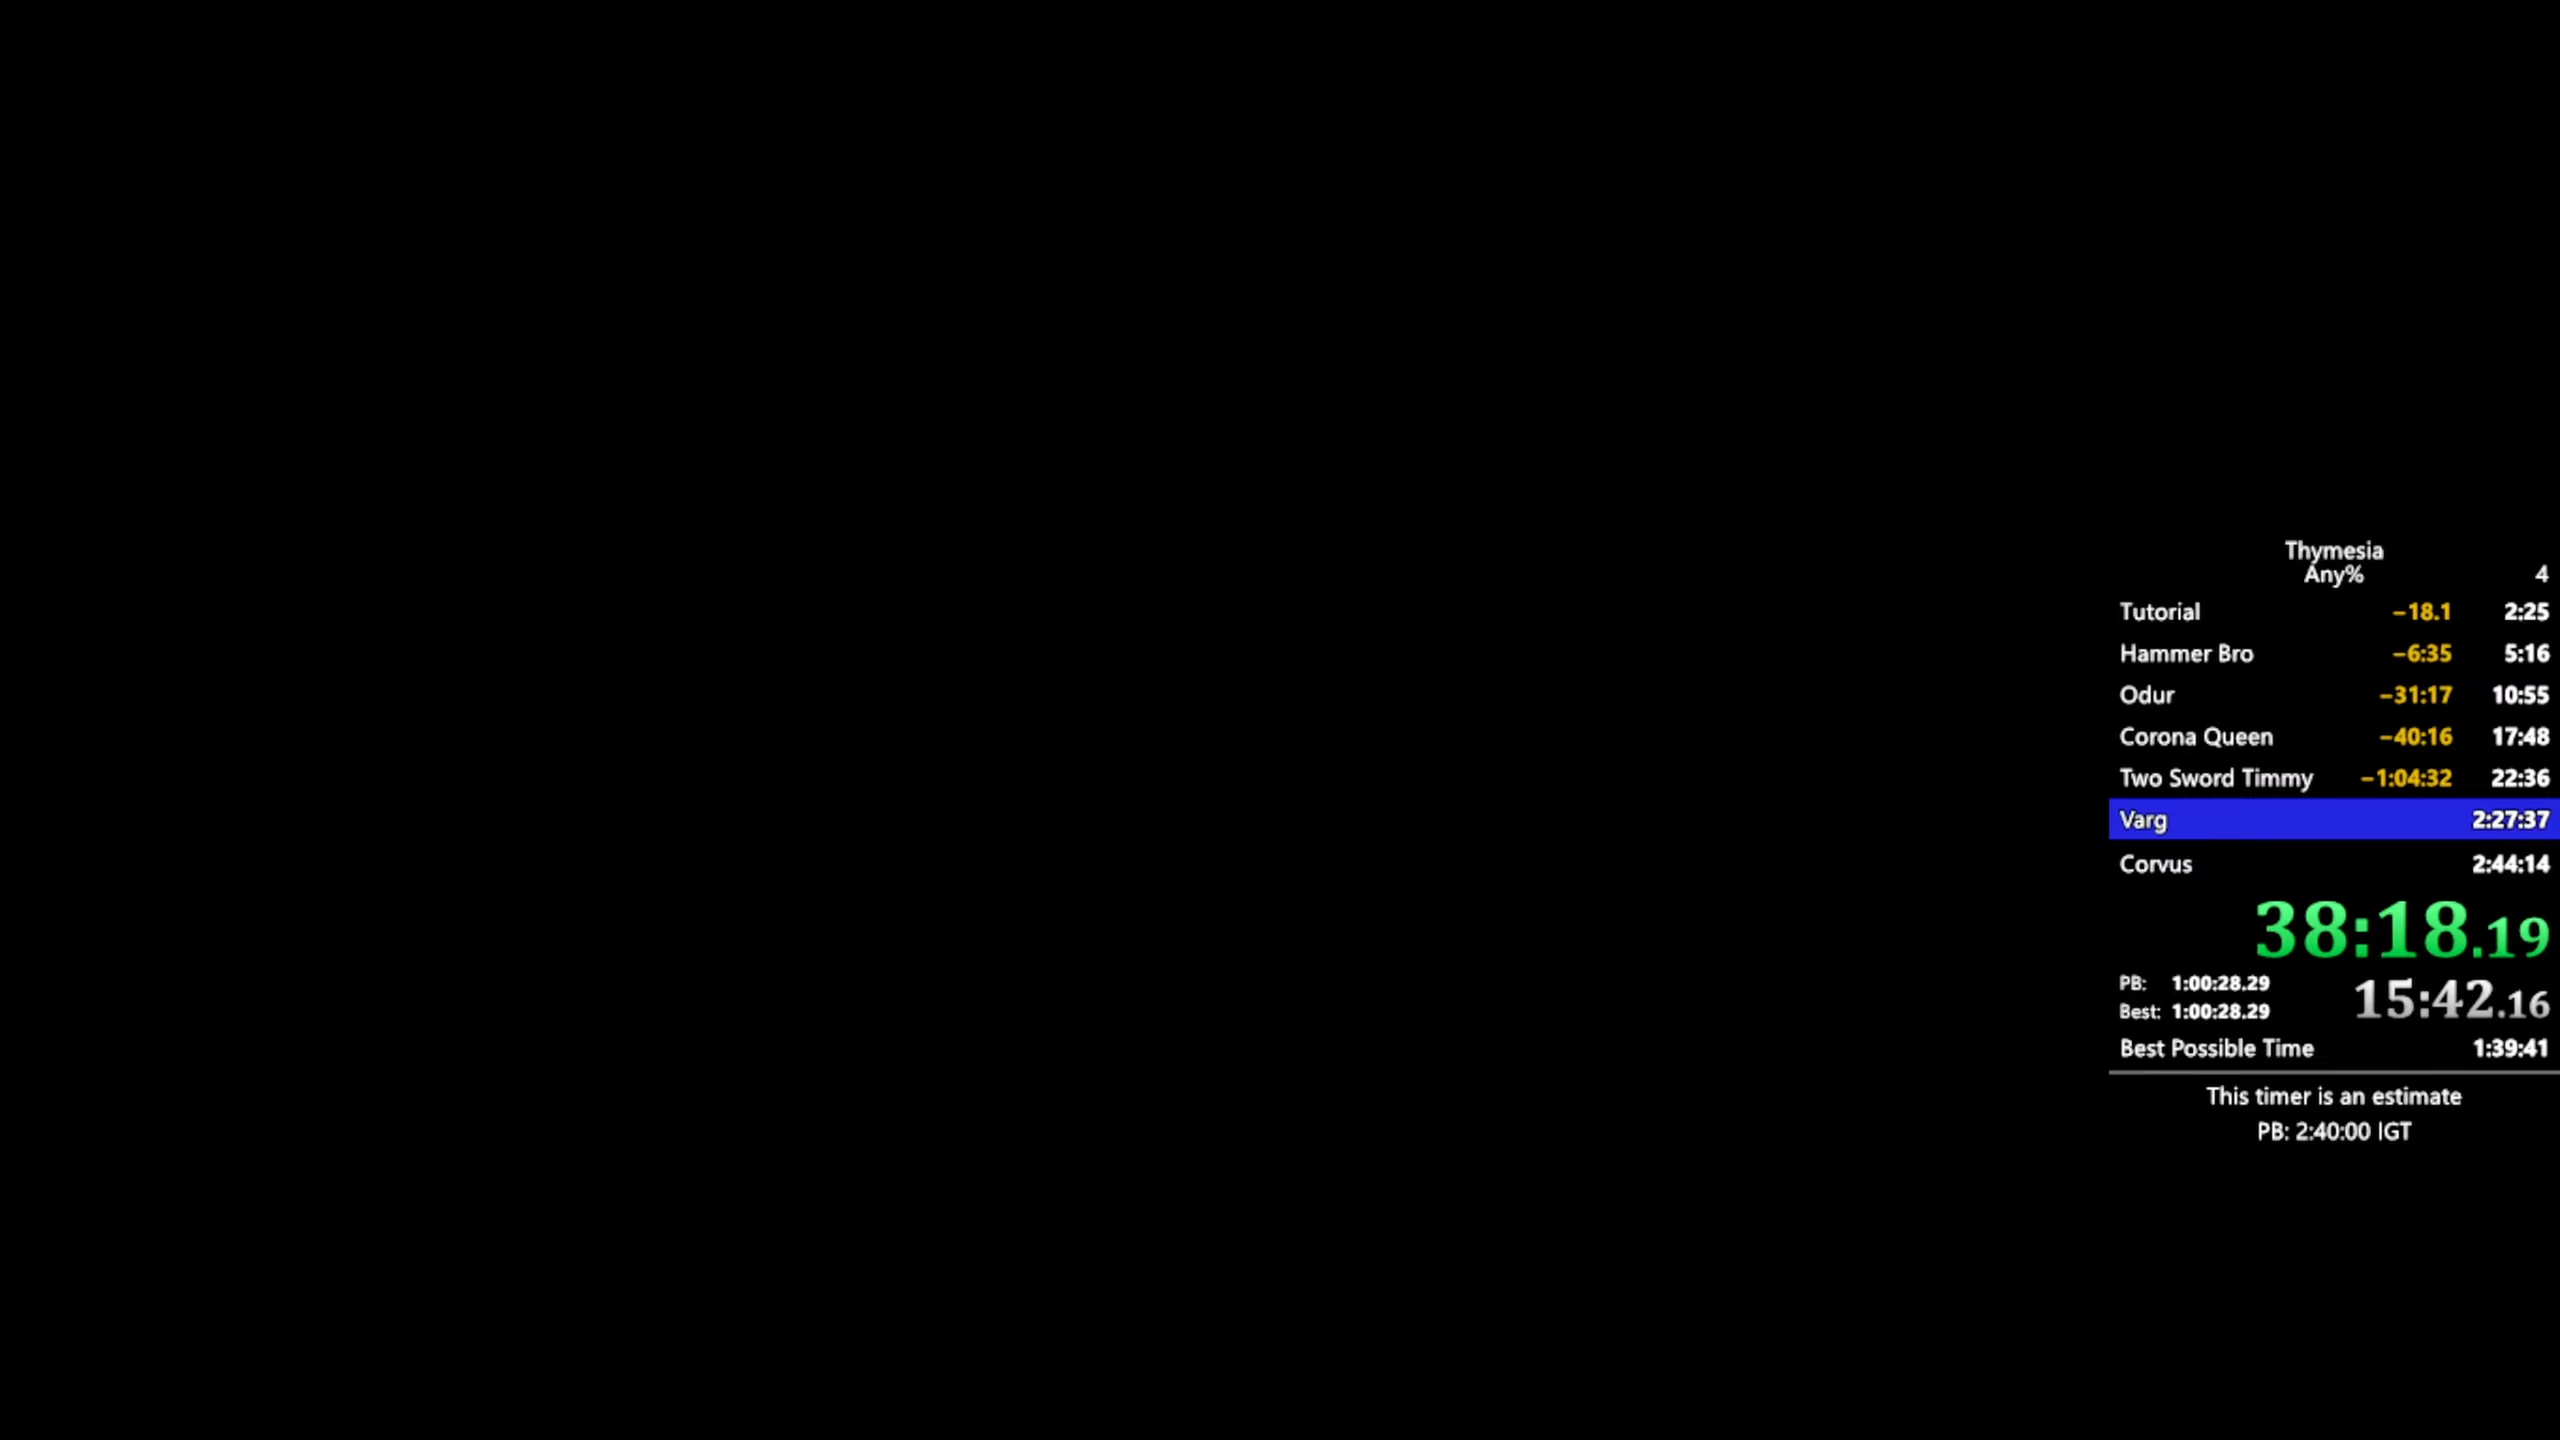 Thymesia
Any% 4
Tutorial −18.1 2:25
Hammer Bro −6:35 5:16
Odur −31:17 10:55
Corona Queen −40:16 17:48
Two Sword Timmy −1:04:32 22:36
Varg 2:27:37
Corvus 2:44:14
38:18.19
PB: 1:00:28.29
Best: 1:00:28.29
15:42.16
Best Possible Time 1:39:41
This timer is an estimate
PB: 2:40:00 IGT